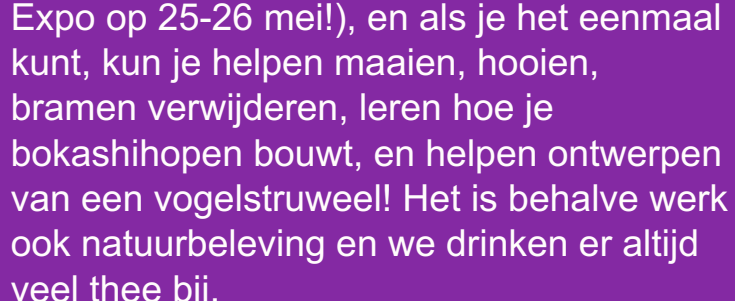 Expo op 25-26 mei!), en als je het eenmaal
kunt, kun je helpen maaien, hooien,
bramen verwijderen, leren hoe je
bokashihopen bouwt, en helpen ontwerpen
van een vogelstruweel! Het is behalve werk
ook natuurbeleving en we drinken er altijd
veel thee bij.